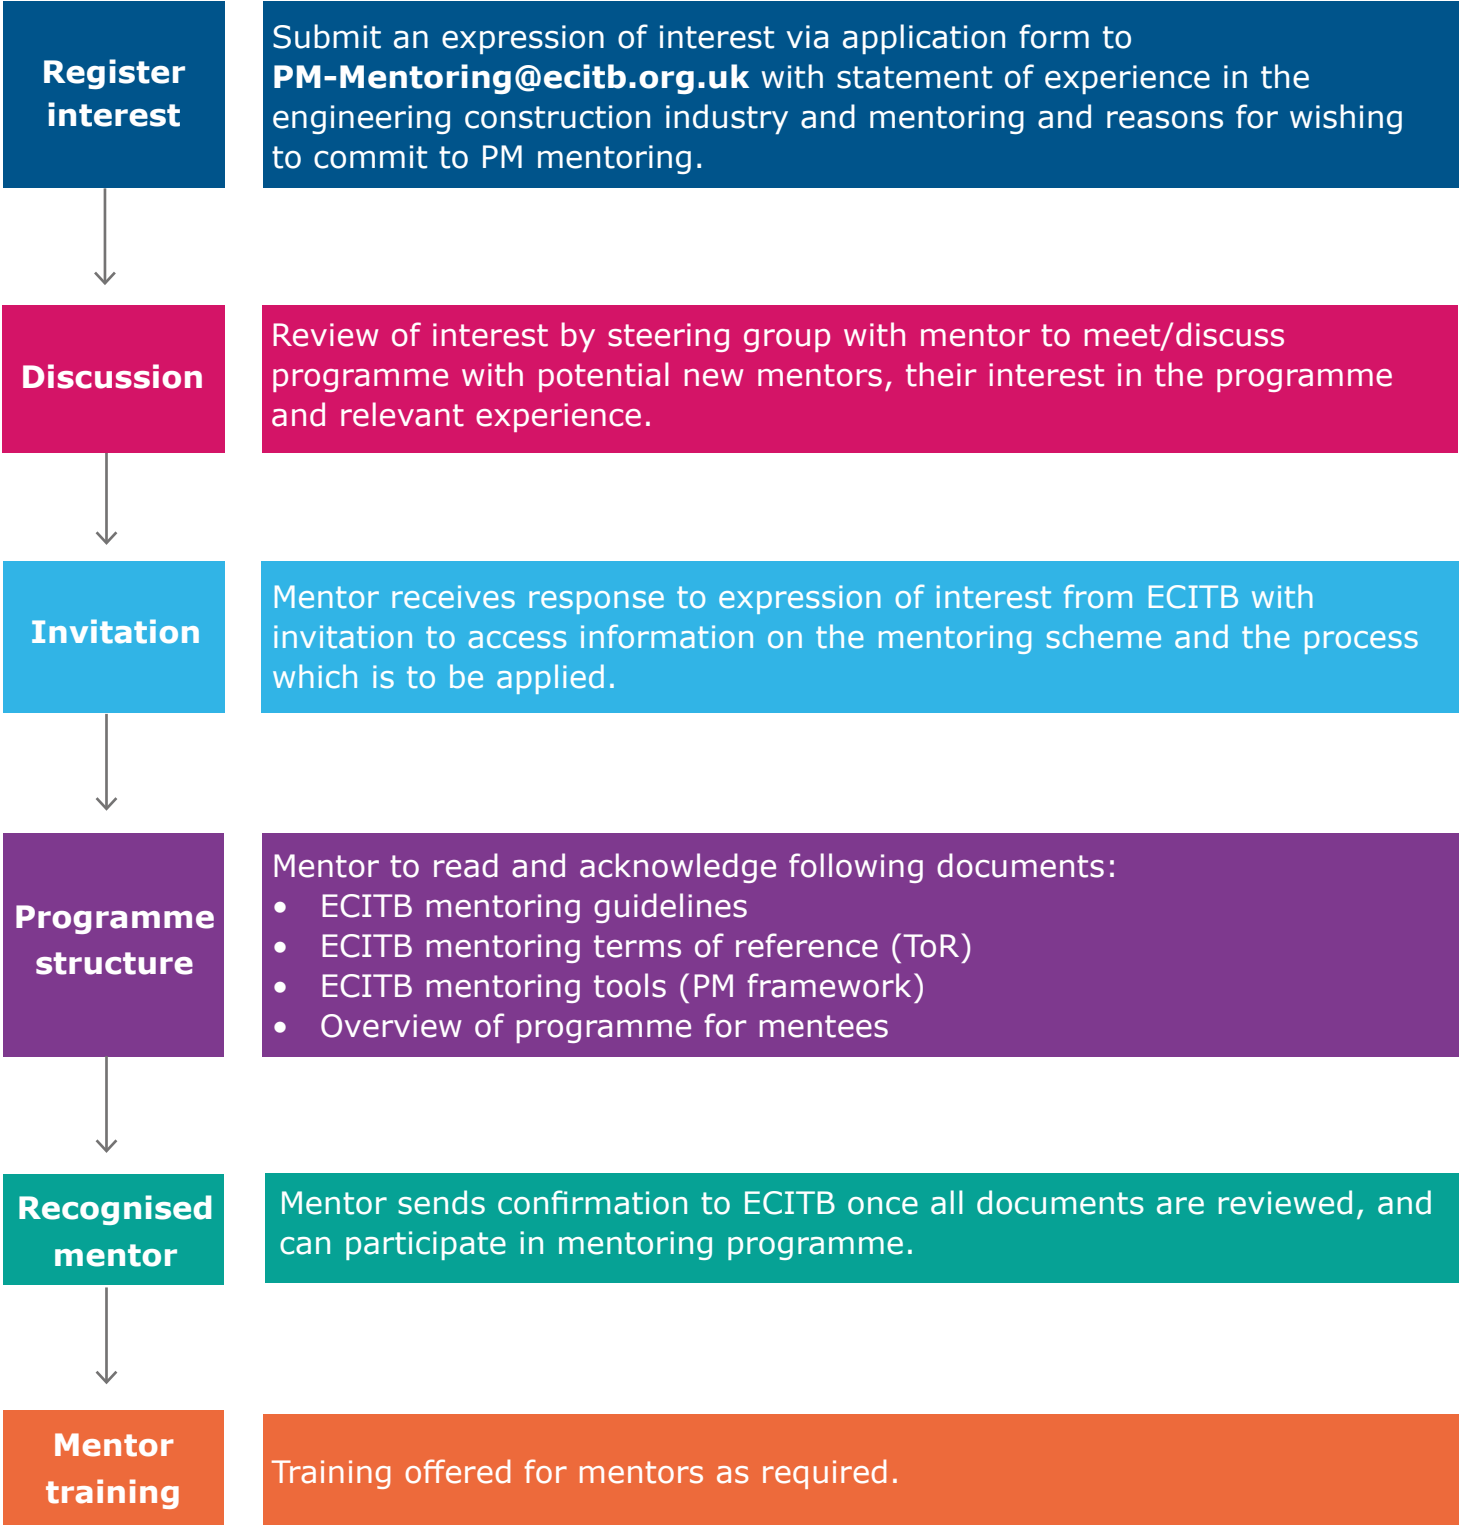 Register
interest
Submit an expression of interest via application form to
PM-Mentoring@ecitb.org.uk with statement of experience in the
engineering construction industry and mentoring and reasons for wishing
to commit to PM mentoring.
Discussion
Review of interest by steering group with mentor to meet/discuss
programme with potential new mentors, their interest in the programme
and relevant experience.
Invitation
Mentor receives response to expression of interest from ECITB with
invitation to access information on the mentoring scheme and the process
which is to be applied.
Programme
structure
Mentor to read and acknowledge following documents:
• ECITB mentoring guidelines
• ECITB mentoring terms of reference (ToR)
• ECITB mentoring tools (PM framework)
• Overview of programme for mentees
Recognised
mentor
Mentor sends confirmation to ECITB once all documents are reviewed, and
can participate in mentoring programme.
Mentor
training
Training offered for mentors as required.